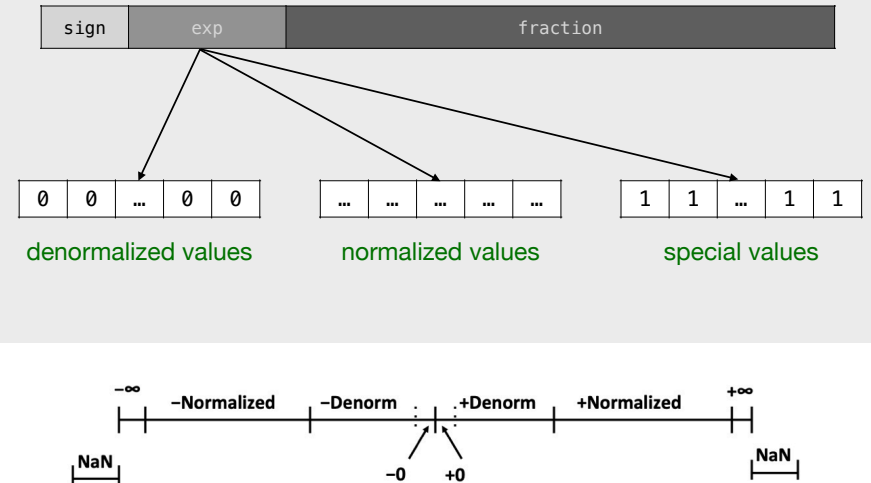 sign exp fraction
0 0 … 0 0 … … … … … 1 1 … 1 1
denormalized values normalized values special values
−∞ +∞
−Normalized −Denorm +Denorm +Normalized
NaN NaN
−0 +0